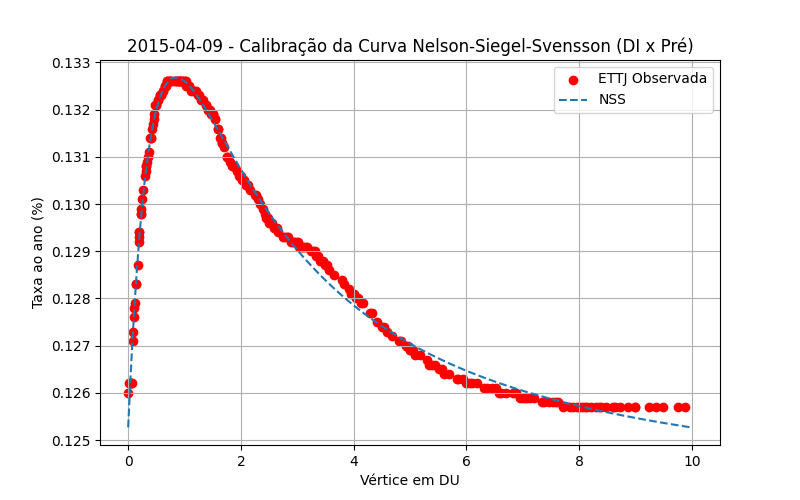 2015-04-09 - Calibração da Curva Nelson-Siegel-Svensson (DI x Pré)
ETTJ Observada
NSS
Taxa ao ano (%)
0.133
0.132
0.131
0.130
0.129
0.128
0.127
0.126
0.125
0 2 4 6 8 10
Vértice em DU